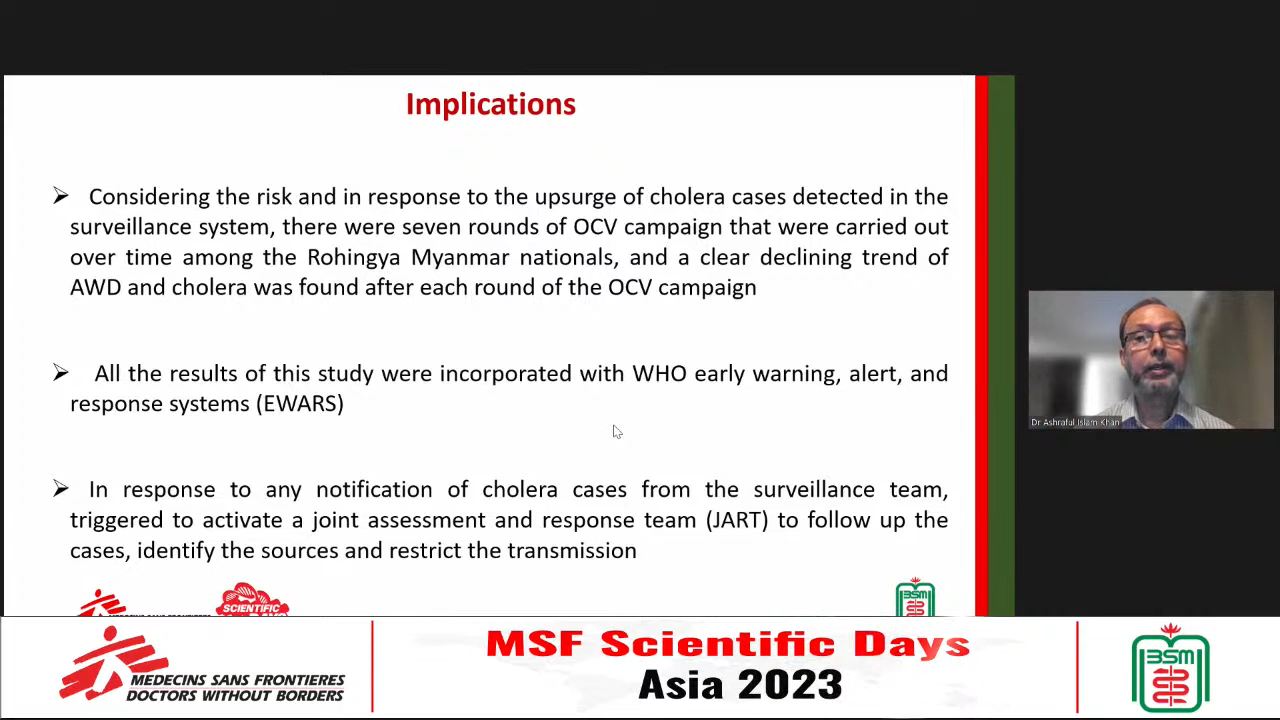 Implications
➢ Considering the risk and in response to the upsurge of cholera cases detected in the
surveillance system, there were seven rounds of OCV campaign that were carried out
over time among the Rohingya Myanmar nationals, and a clear declining trend of
AWD and cholera was found after each round of the OCV campaign
➢ All the results of this study were incorporated with WHO early warning, alert, and
response systems (EWARS)
➢ In response to any notification of cholera cases from the surveillance team,
triggered to activate a joint assessment and response team (JART) to follow up the
cases, identify the sources and restrict the transmission
Dr Ashraful Islam Khan
SCIENTIFIC
BSM
MEDECINS SANS FRONTIERES
DOCTORS WITHOUT BORDERS
MSF Scientific Days
Asia 2023
BSM